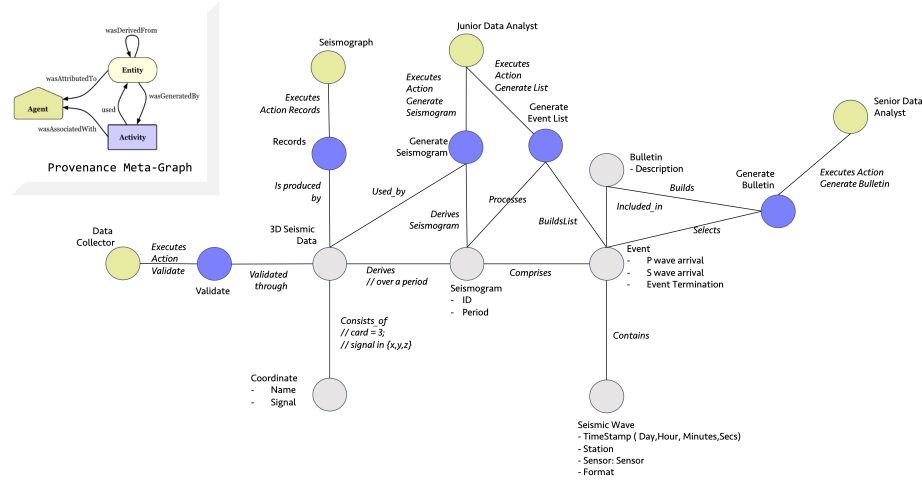 wasDerivedFrom
wasAttributedTo
Entity
Agent
used
wasGeneratedBy
wasAssociatedWith
Activity
Provenance Meta-Graph
Seismograph
Executes
Action Records
Records
Is produced
by
3D Seismic
Data
Data
Collector
Executes
Action
Validate
Validate
Validated
through
Derives
// over a period
Consists_of
// card = 3;
// signal in {x,y,z}
Coordinate
- Name
- Signal
Junior Data Analyst
Executes
Action
Generate
Seismogram
Executes
Action
Generate List
Generate
Seismogram
Generate
Event List
Used_by
Derives
Seismogram
Processes
BuildsList
Seismogram
- ID
- Period
Comprises
Bulletin
- Description
Included_in
Builds
Selects
Generate
Bulletin
Senior Data
Analyst
Executes Action
Generate Bulletin
Event
- P wave arrival
- S wave arrival
- Event Termination
Contains
Seismic Wave
- TimeStamp ( Day,Hour, Minutes,Secs)
- Station
- Sensor: Sensor
- Format